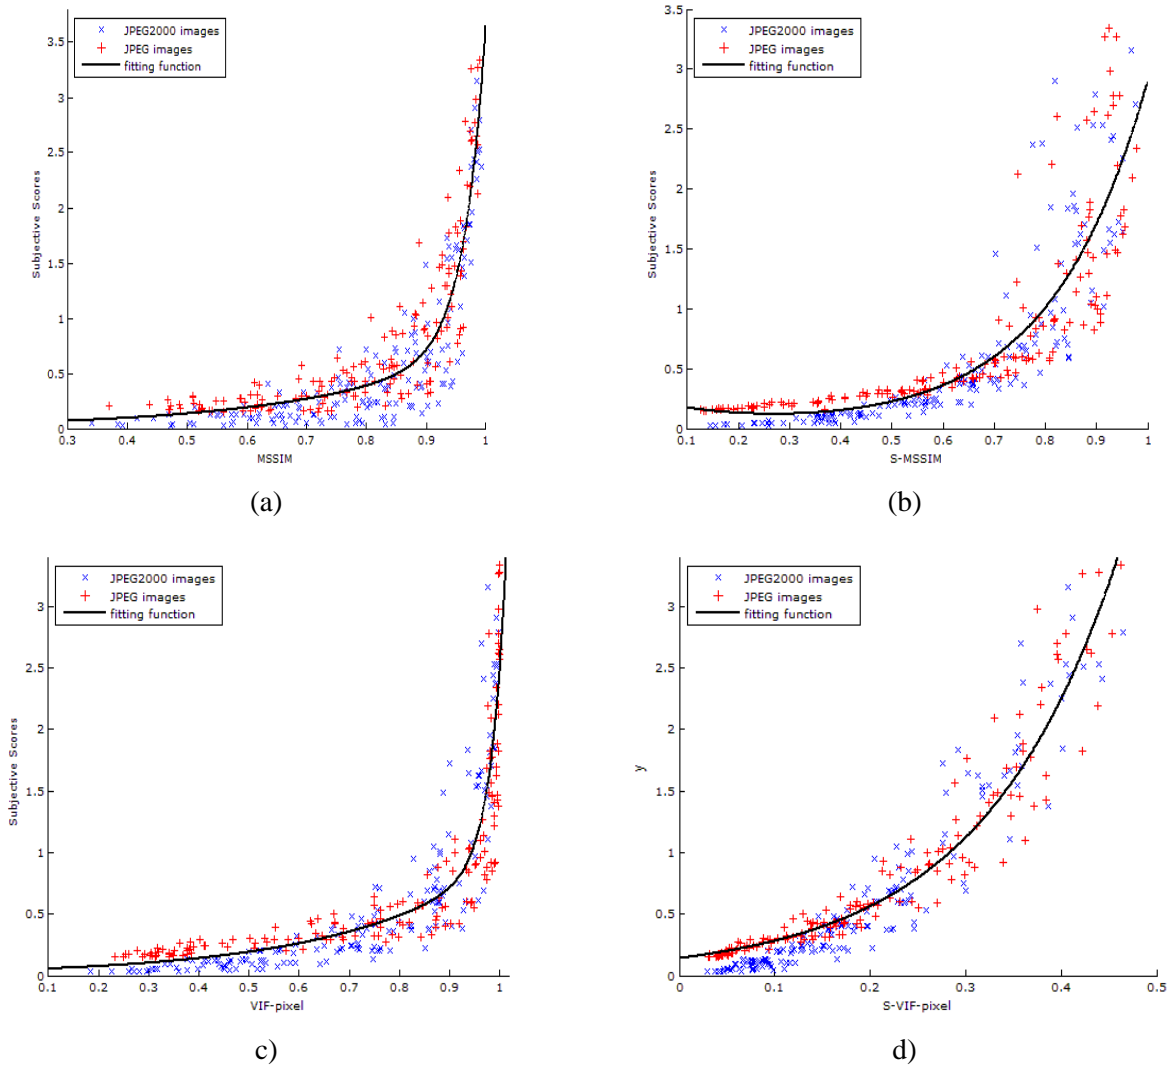 JPEG2000 images
JPEG images
fitting function
3.5
3
2.5
2
1.5
1
0.5
0
0.3 0.4 0.5 0.6 0.7 0.8 0.9 1
Subjective Scores
MSSIM
(a)
JPEG2000 images
JPEG images
fitting function
3.5
3
2.5
2
1.5
1
0.5
0
0.1 0.2 0.3 0.4 0.5 0.6 0.7 0.8 0.9 1
Subjective Scores
S-MSSIM
(b)
JPEG2000 images
JPEG images
fitting function
3
2.5
2
1.5
1
0.5
0
0.1 0.2 0.3 0.4 0.5 0.6 0.7 0.8 0.9 1
Subjective Scores
VIF-pixel
c)
JPEG2000 images
JPEG images
fitting function
3
2.5
2
1.5
1
0.5
0
0 0.1 0.2 0.3 0.4 0.5
y
S-VIF-pixel
d)